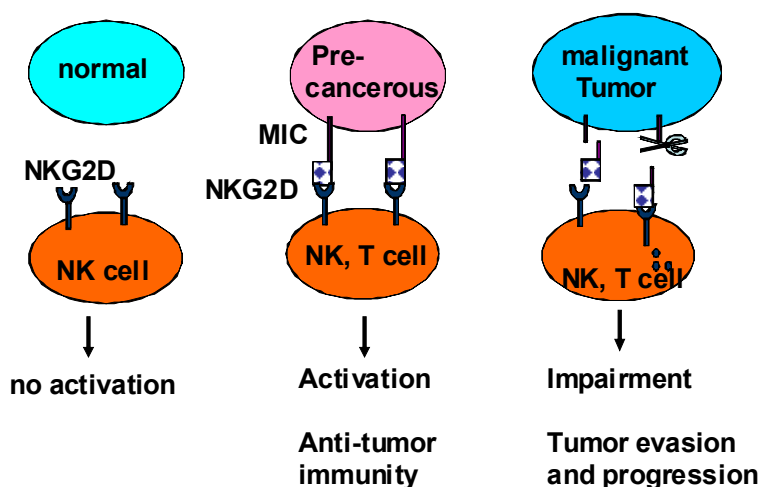 normal
NKG2D
NK cell
no activation
Pre-
cancerous
MIC
NKG2D
NK, T cell
Activation
Anti-tumor
immunity
malignant
Tumor
NK, T cell
Impairment
Tumor evasion
and progression